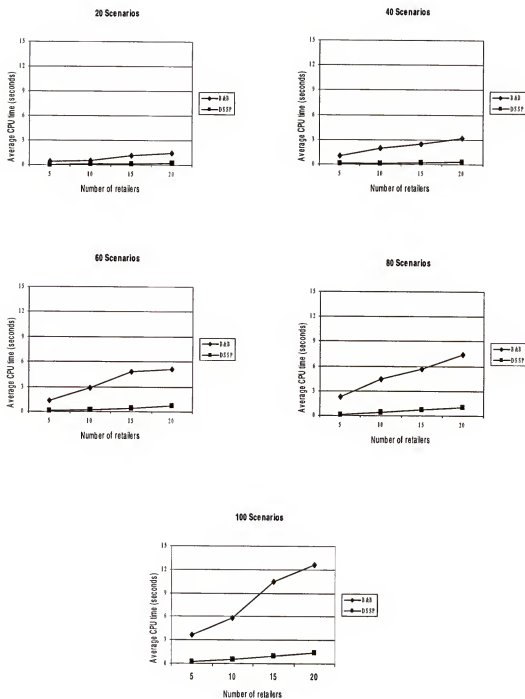 20 Scenarios
Average CPU time (seconds)
15
12
9
6
3
0
5 10 15 20
Number of retailers
BAB
DSSP
40 Scenarios
Average CPU time (seconds)
15
12
9
6
3
0
5 10 15 20
Number of retailers
BAB
DSSP
60 Scenarios
Average CPU time (seconds)
15
12
9
6
3
0
5 10 15 20
Number of retailers
BAB
DSSP
80 Scenarios
Average CPU time (seconds)
15
12
9
6
3
0
5 10 15 20
Number of retailers
BAB
DSSP
100 Scenarios
Average CPU time (seconds)
15
12
9
6
3
0
5 10 15 20
Number of retailers
BAB
DSSP